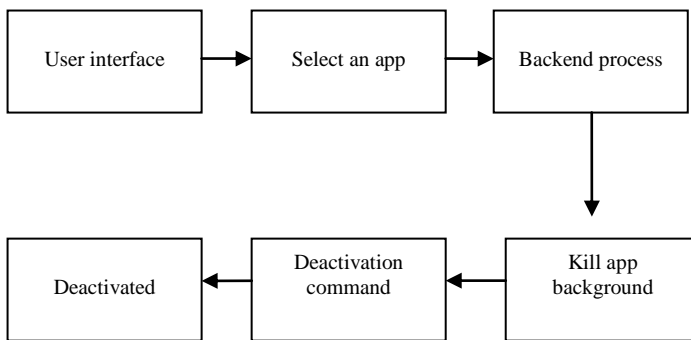 User interface
Select an app
Backend process
Kill app
background
Deactivation
command
Deactivated